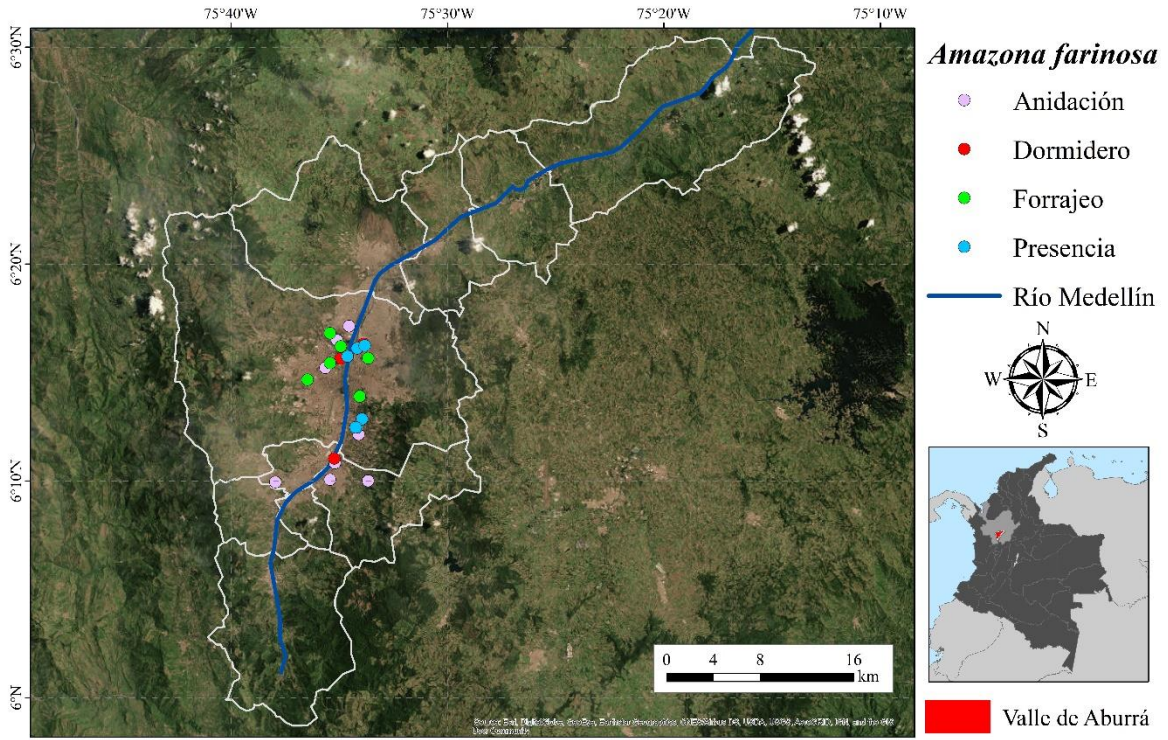 75°40'W 75°30'W 75°20'W 75°10'W
6°30'N
6°20'N
6°10'N
6°N
Amazona farinosa
Anidación
Dormidero
Forrajeo
Presencia
Río Medellín
N
W E
S
0 4 8 16
km
Valle de Aburrá